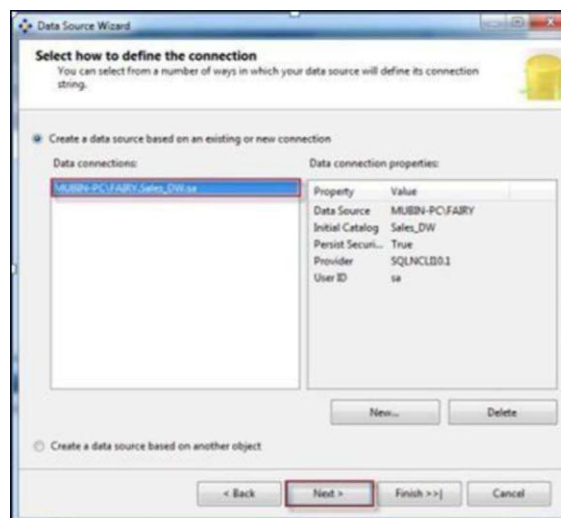 Data Source Wizard
Select how to define the connection
You can select from a number of ways in which your data source will define its connection
string.
Create a data source based on an existing or new connection
Data connections:
Data connection properties:
MUBIN-PC\FAIRY.Sales_DW.sa
Property Value
Data Source MUBIN-PC\FAIRY
Initial Catalog Sales_DW
Persist Securi... True
Provider SQLNCLI10.1
User ID sa
New...
Delete
Create a data source based on another object
< Back
Next >
Finish >>|
Cancel